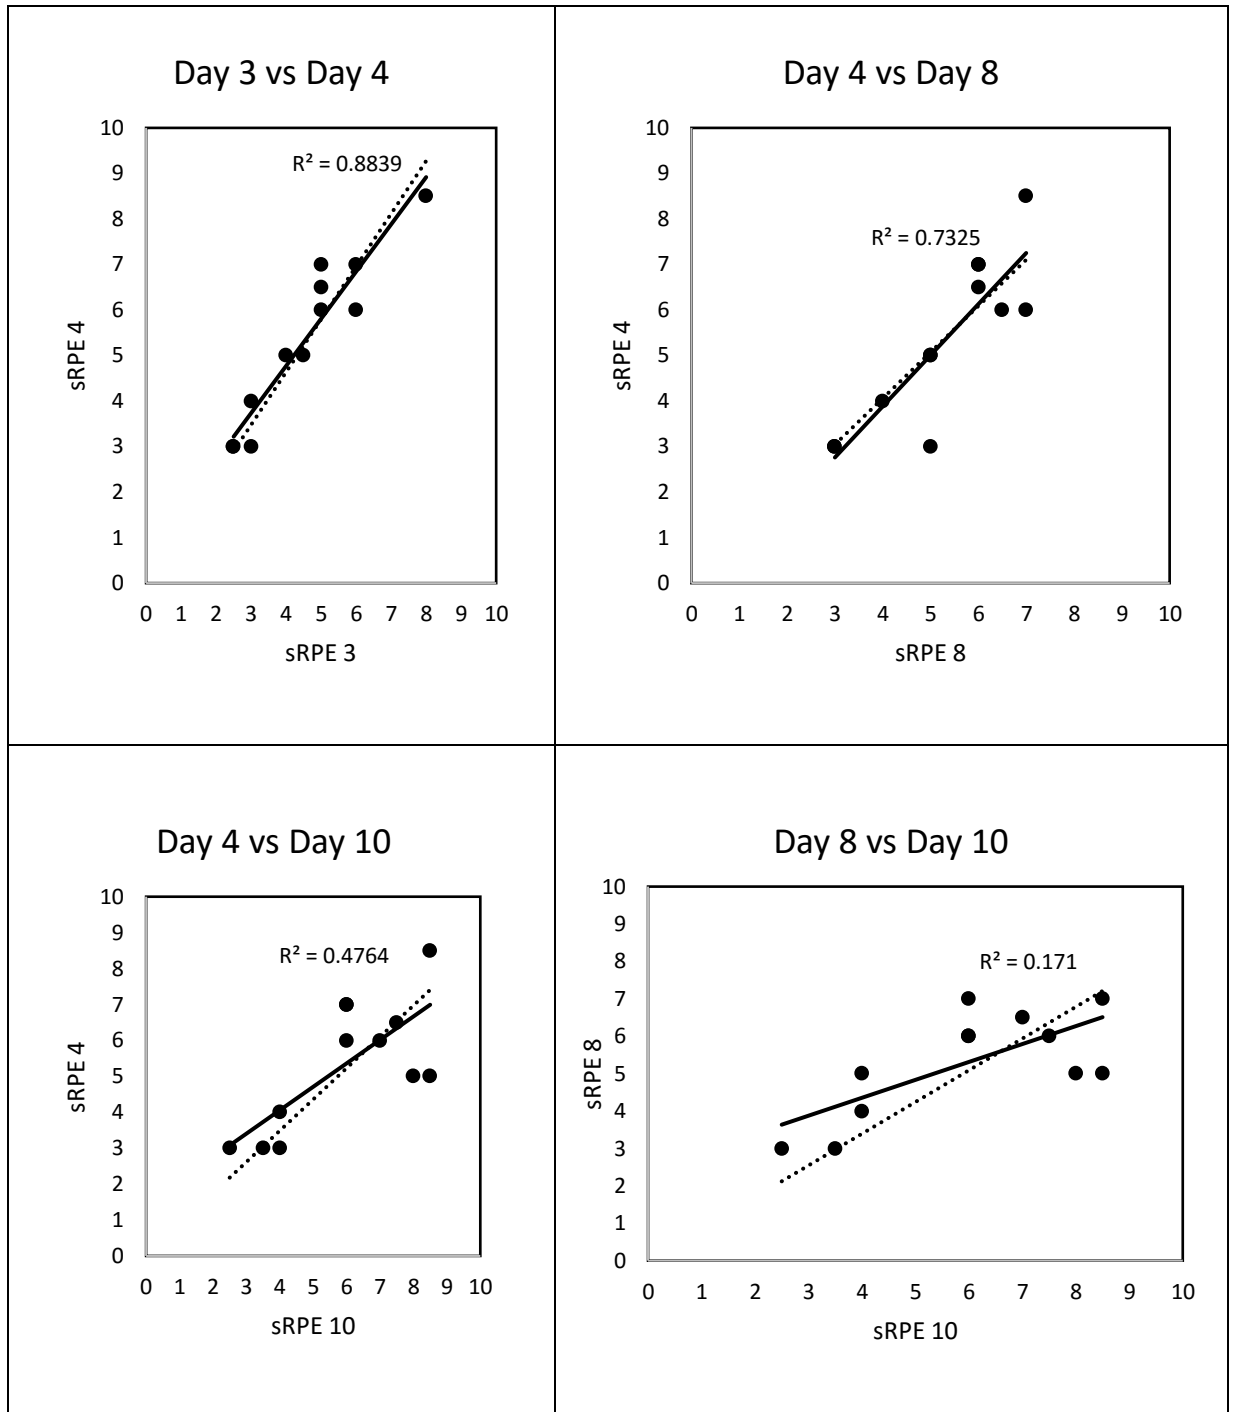 Day 3 vs Day 4
10
9
8
7
6
5
4
3
2
1
0
R² = 0.8839
sRPE 4
0 1 2 3 4 5 6 7 8 9 10
sRPE 3
Day 4 vs Day 8
10
9
8
7
6
5
4
3
2
1
0
R² = 0.7325
sRPE 4
0 1 2 3 4 5 6 7 8 9 10
sRPE 8
Day 4 vs Day 10
10
9
8
7
6
5
4
3
2
1
0
R² = 0.4764
sRPE 4
0 1 2 3 4 5 6 7 8 9 10
sRPE 10
Day 8 vs Day 10
10
9
8
7
6
5
4
3
2
1
0
R² = 0.171
sRPE 8
0 1 2 3 4 5 6 7 8 9 10
sRPE 10